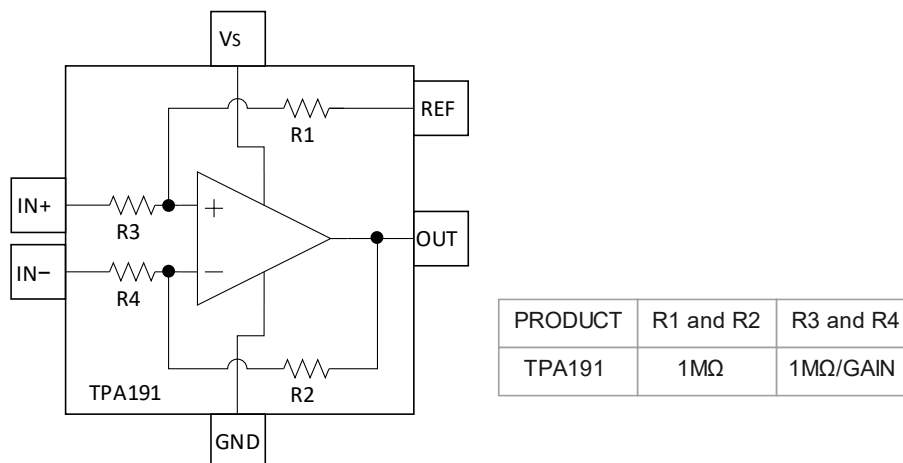 Vs
REF
R1
IN+
R3
+
OUT
IN−
−
R4
R2
TPA191
GND
PRODUCT R1 and R2 R3 and R4
TPA191 1MΩ 1MΩ/GAIN